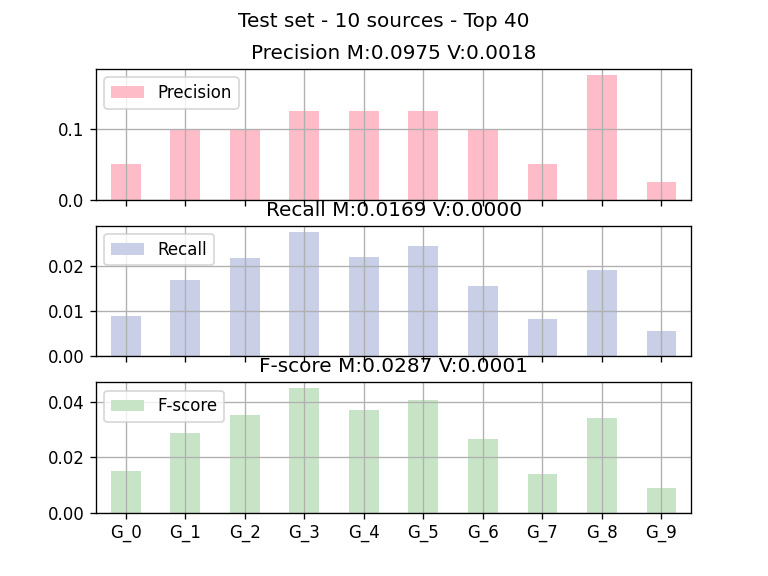 Test set - 10 sources - Top 40
Precision M:0.0975 V:0.0018
Precision
0.1
0.0
Recall M:0.0169 V:0.0000
Recall
0.02
0.01
0.00
F-score M:0.0287 V:0.0001
F-score
0.04
0.02
0.00
G_0 G_1 G_2 G_3 G_4 G_5 G_6 G_7 G_8 G_9